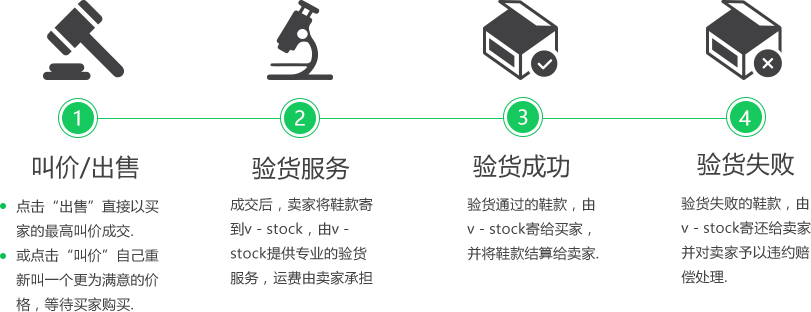 1
叫价/出售
点击“出售”直接以买
家的最高叫价成交.
或点击“叫价”自己重
新叫一个更为满意的价
格，等待买家购买.
2
验货服务
成交后，卖家将鞋款寄
到v - stock，由v -
stock提供专业的验货
服务，运费由卖家承担
3
验货成功
验货通过的鞋款，由
v - stock寄给买家，
并将鞋款结算给卖家.
4
验货失败
验货失败的鞋款，由
v - stock寄还给卖家
并对卖家予以违约赔
偿处理.